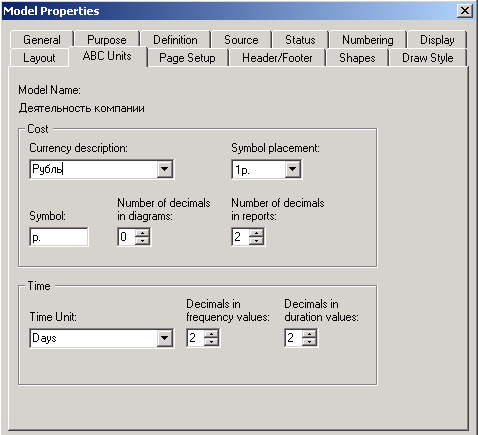 Model Properties
General Purpose Definition Source Status Numbering Display
Layout ABC Units Page Setup Header/Footer Shapes Draw Style
Model Name:
Деятельность компании
Cost
Currency description: Symbol placement:
Рубль 1р.
Number of decimals Number of decimals
Symbol: in diagrams: in reports:
р. 0 2
Time
Decimals in Decimals in
Time Unit: frequency values: duration values:
Days 2 2